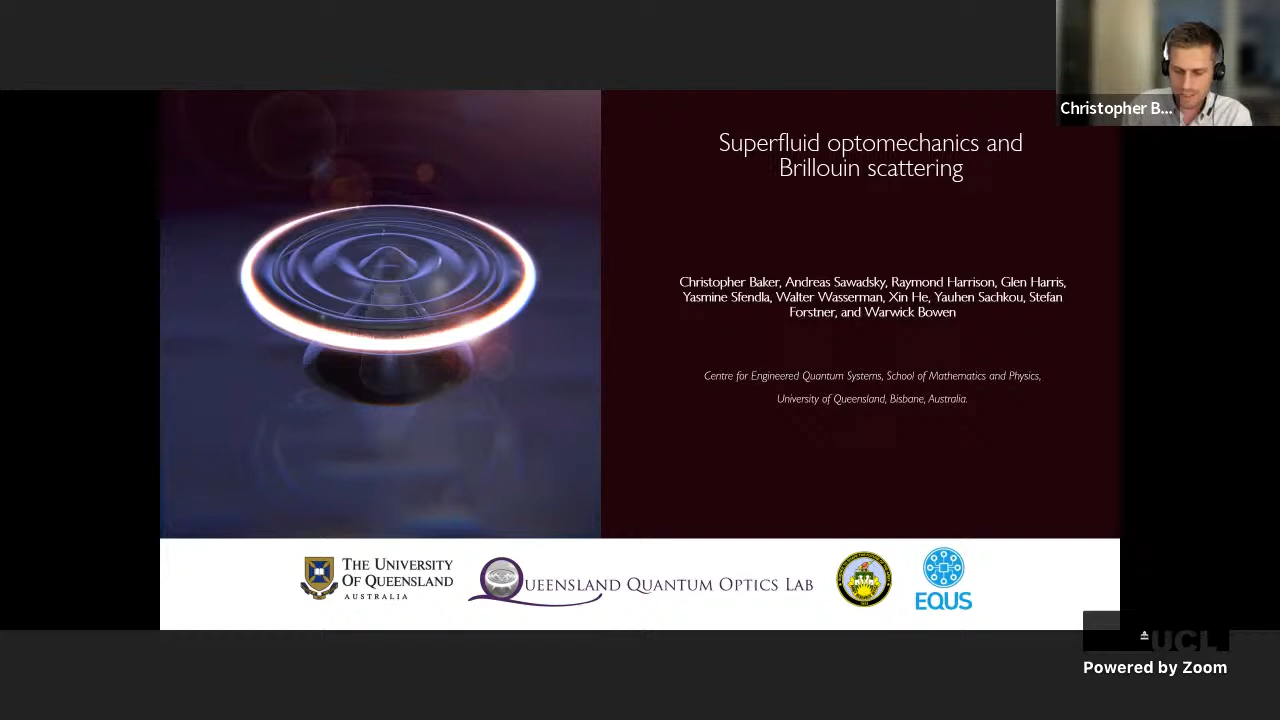 Christopher B...
Superfluid optomechanics and
Brillouin scattering
Christopher Baker, Andreas Sawadsky, Raymond Harrison, Glen Harris,
Yasmine Sfendla, Walter Wasserman, Xin He, Yauhen Sachkou, Stefan
Forstner, and Warwick Bowen
Centre for Engineered Quantum Systems, School of Mathematics and Physics,
University of Queensland, Bisbane, Australia.
THE UNIVERSITY
OF QUEENSLAND
AUSTRALIA
QUEENSLAND QUANTUM OPTICS LAB
EQUS
UCL
Powered by Zoom